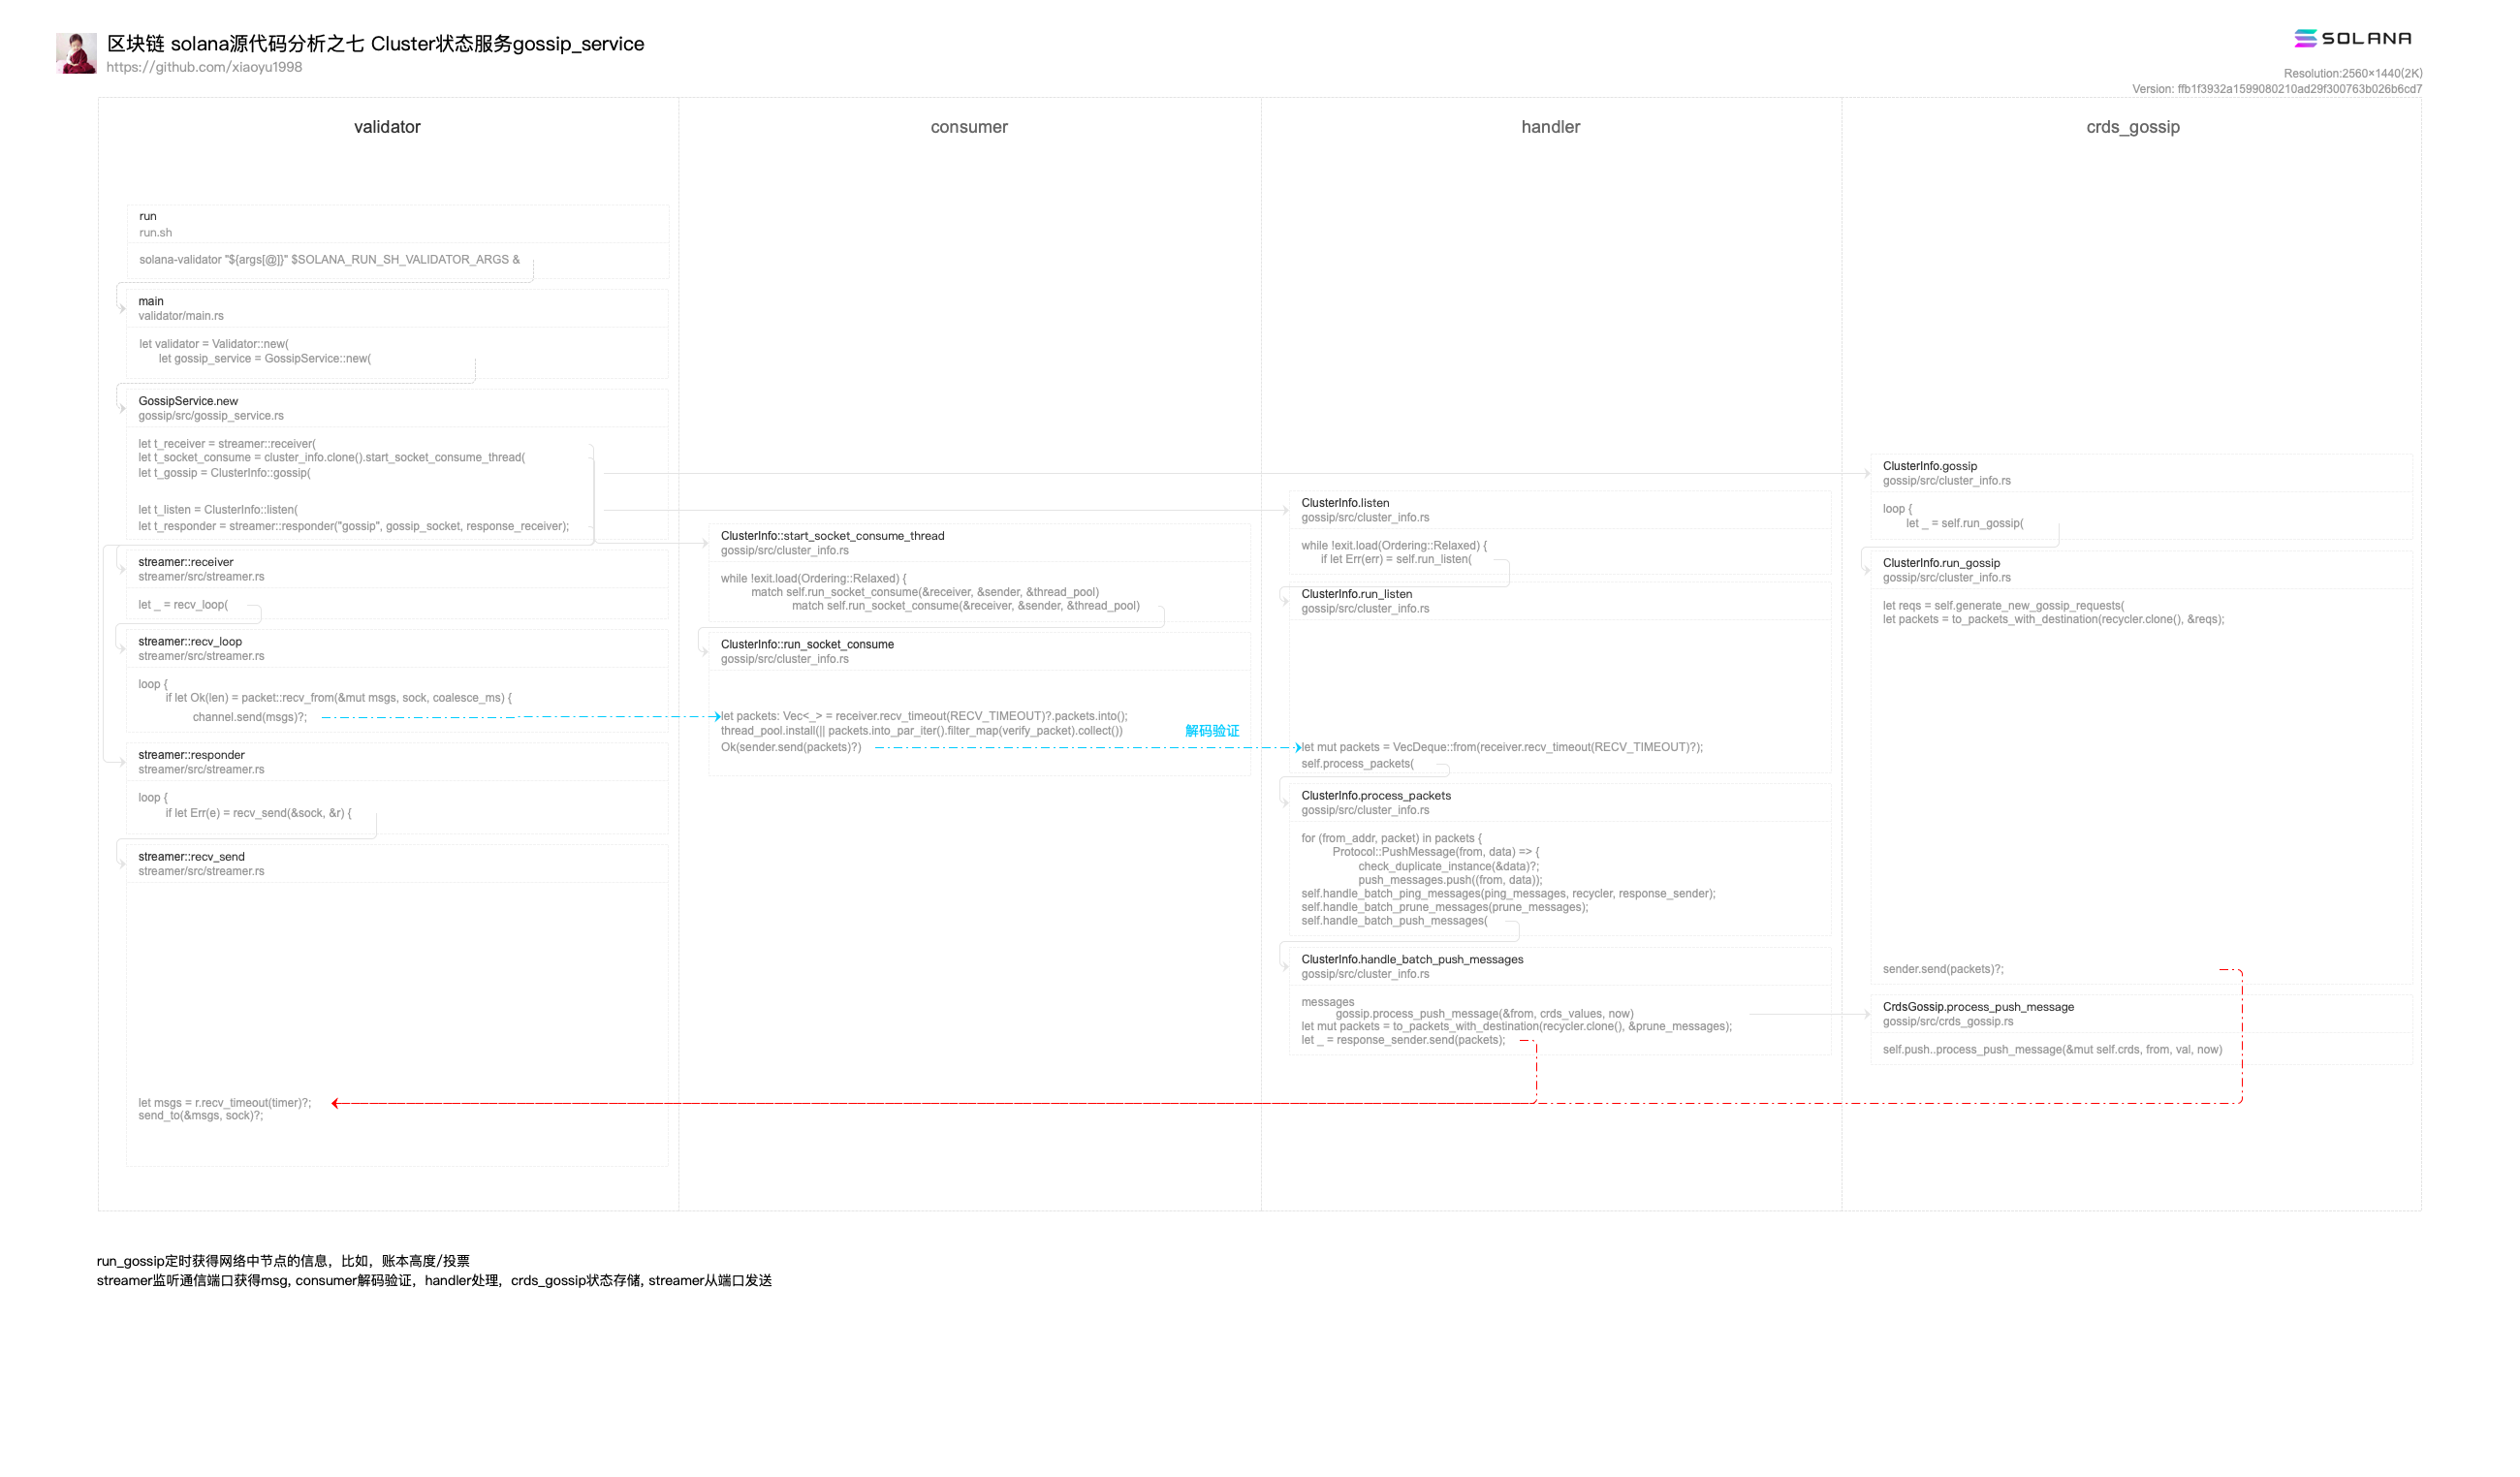 区块链 solana源代码分析之七 Cluster状态服务gossip_service
https://github.com/xiaoyu1998
SOLANA
Resolution:2560×1440(2K)
Version: ffb1f3932a1599080210ad29f300763b026b6cd7
validator
run
run.sh
solana-validator "${args[@]}" $SOLANA_RUN_SH_VALIDATOR_ARGS &
main
validator/main.rs
let validator = Validator::new(
let gossip_service = GossipService::new(
GossipService.new
gossip/src/gossip_service.rs
let t_receiver = streamer::receiver(
let t_socket_consume = cluster_info.clone().start_socket_consume_thread(
let t_gossip = ClusterInfo::gossip(
let t_listen = ClusterInfo::listen(
let t_responder = streamer::responder("gossip", gossip_socket, response_receiver);
streamer::receiver
streamer/src/streamer.rs
let _ = recv_loop(
streamer::recv_loop
streamer/src/streamer.rs
loop {
if let Ok(len) = packet::recv_from(&mut msgs, sock, coalesce_ms) {
channel.send(msgs)?;
streamer::responder
streamer/src/streamer.rs
loop {
if let Err(e) = recv_send(&sock, &r) {
streamer::recv_send
streamer/src/streamer.rs
let msgs = r.recv_timeout(timer)?;
send_to(&msgs, sock)?;
consumer
ClusterInfo::start_socket_consume_thread
gossip/src/cluster_info.rs
while !exit.load(Ordering::Relaxed) {
match self.run_socket_consume(&receiver, &sender, &thread_pool)
match self.run_socket_consume(&receiver, &sender, &thread_pool)
ClusterInfo::run_socket_consume
gossip/src/cluster_info.rs
let packets: Vec<_> = receiver.recv_timeout(RECV_TIMEOUT)?.packets.into();
thread_pool.install(|| packets.into_par_iter().filter_map(verify_packet).collect())
解码验证
Ok(sender.send(packets)?)
handler
ClusterInfo.listen
gossip/src/cluster_info.rs
while !exit.load(Ordering::Relaxed) {
if let Err(err) = self.run_listen(
ClusterInfo.run_listen
gossip/src/cluster_info.rs
let mut packets = VecDeque::from(receiver.recv_timeout(RECV_TIMEOUT)?);
self.process_packets(
ClusterInfo.process_packets
gossip/src/cluster_info.rs
for (from_addr, packet) in packets {
Protocol::PushMessage(from, data) => {
check_duplicate_instance(&data)?;
push_messages.push((from, data));
self.handle_batch_ping_messages(ping_messages, recycler, response_sender);
self.handle_batch_prune_messages(prune_messages);
self.handle_batch_push_messages(
ClusterInfo.handle_batch_push_messages
gossip/src/cluster_info.rs
messages
gossip.process_push_message(&from, crds_values, now)
let mut packets = to_packets_with_destination(recycler.clone(), &prune_messages);
let _ = response_sender.send(packets);
crds_gossip
ClusterInfo.gossip
gossip/src/cluster_info.rs
loop {
let _ = self.run_gossip(
ClusterInfo.run_gossip
gossip/src/cluster_info.rs
let reqs = self.generate_new_gossip_requests(
let packets = to_packets_with_destination(recycler.clone(), &reqs);
sender.send(packets)?;
CrdsGossip.process_push_message
gossip/src/crds_gossip.rs
self.push..process_push_message(&mut self.crds, from, val, now)
run_gossip定时获得网络中节点的信息，比如，账本高度/投票
streamer监听通信端口获得msg, consumer解码验证，handler处理，crds_gossip状态存储, streamer从端口发送